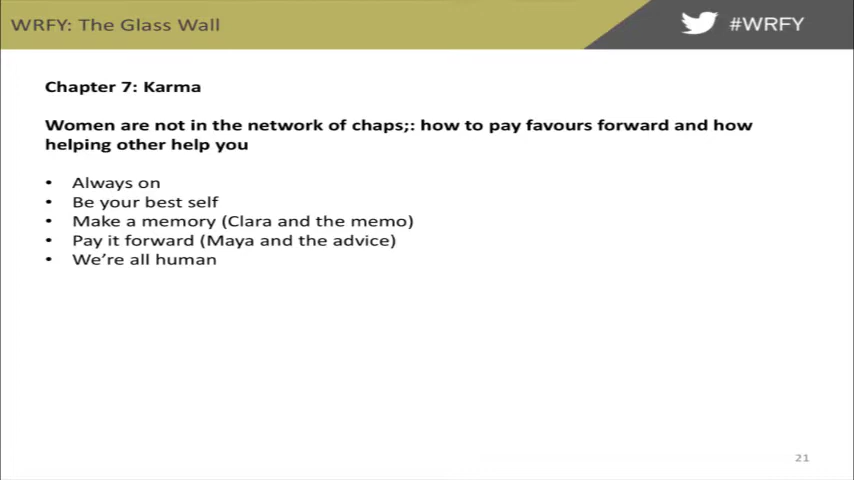 WRFY: The Glass Wall
#WRFY
Chapter 7: Karma
Women are not in the network of chaps;: how to pay favours forward and how
helping other help you
• Always on
• Be your best self
• Make a memory (Clara and the memo)
• Pay it forward (Maya and the advice)
• We’re all human
21